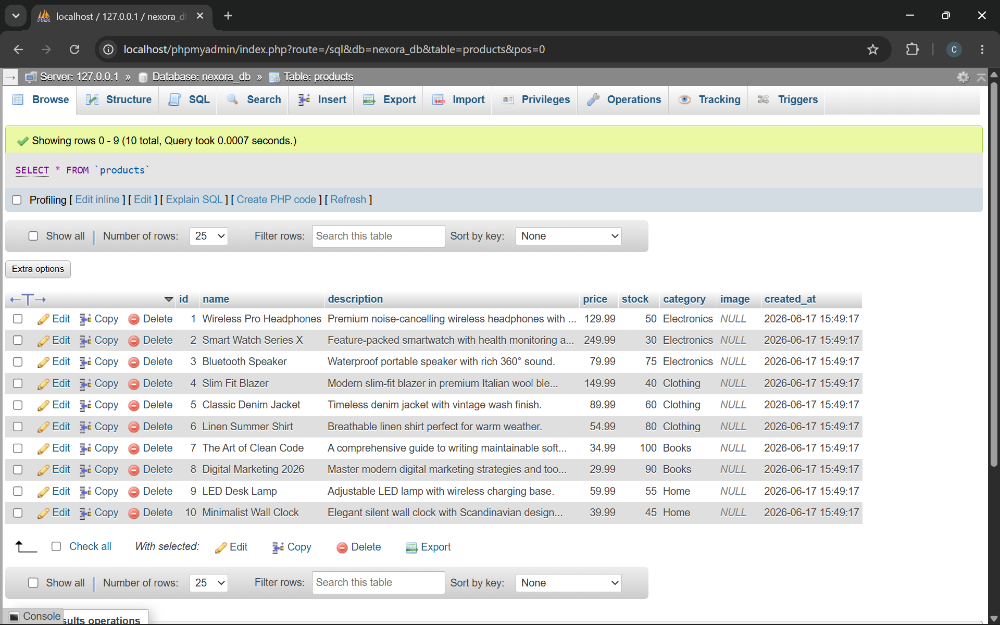 localhost / 127.0.0.1 / nexora_d
localhost/phpmyadmin/index.php?route=/sql&db=nexora_db&table=products&pos=0
C
Server: 127.0.0.1 » Database: nexora_db » Table: products
Browse Structure SQL Search Insert Export Import Privileges Operations Tracking Triggers
Showing rows 0 - 9 (10 total, Query took 0.0007 seconds.)
SELECT * FROM `products`
Profiling [ Edit inline ] [ Edit ] [ Explain SQL ] [ Create PHP code ] [ Refresh ]
Show all Number of rows: 25 Filter rows: Search this table Sort by key: None
Extra options
←T→ id name description price stock category image created_at
Edit Copy Delete 1 Wireless Pro Headphones Premium noise-cancelling wireless headphones with ... 129.99 50 Electronics NULL 2026-06-17 15:49:17
Edit Copy Delete 2 Smart Watch Series X Feature-packed smartwatch with health monitoring a... 249.99 30 Electronics NULL 2026-06-17 15:49:17
Edit Copy Delete 3 Bluetooth Speaker Waterproof portable speaker with rich 360° sound. 79.99 75 Electronics NULL 2026-06-17 15:49:17
Edit Copy Delete 4 Slim Fit Blazer Modern slim-fit blazer in premium Italian wool ble... 149.99 40 Clothing NULL 2026-06-17 15:49:17
Edit Copy Delete 5 Classic Denim Jacket Timeless denim jacket with vintage wash finish. 89.99 60 Clothing NULL 2026-06-17 15:49:17
Edit Copy Delete 6 Linen Summer Shirt Breathable linen shirt perfect for warm weather. 54.99 80 Clothing NULL 2026-06-17 15:49:17
Edit Copy Delete 7 The Art of Clean Code A comprehensive guide to writing maintainable soft... 34.99 100 Books NULL 2026-06-17 15:49:17
Edit Copy Delete 8 Digital Marketing 2026 Master modern digital marketing strategies and too... 29.99 90 Books NULL 2026-06-17 15:49:17
Edit Copy Delete 9 LED Desk Lamp Adjustable LED lamp with wireless charging base. 59.99 55 Home NULL 2026-06-17 15:49:17
Edit Copy Delete 10 Minimalist Wall Clock Elegant silent wall clock with Scandinavian design... 39.99 45 Home NULL 2026-06-17 15:49:17
Check all With selected: Edit Copy Delete Export
Show all Number of rows: 25 Filter rows: Search this table Sort by key: None
Console sults operations